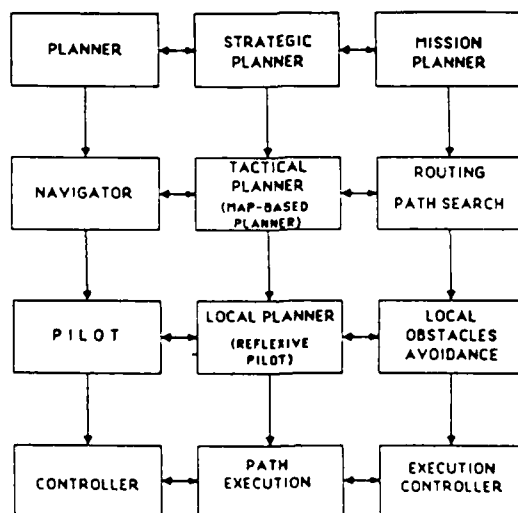 PLANNER
STRATEGIC
PLANNER
MISSION
PLANNER
NAVIGATOR
TACTICAL
PLANNER
(MAP-BASED
PLANNER)
ROUTING
PATH SEARCH
PILOT
LOCAL PLANNER
(REFLEXIVE
PILOT)
LOCAL
OBSTACLES
AVOIDANCE
CONTROLLER
PATH
EXECUTION
EXECUTION
CONTROLLER